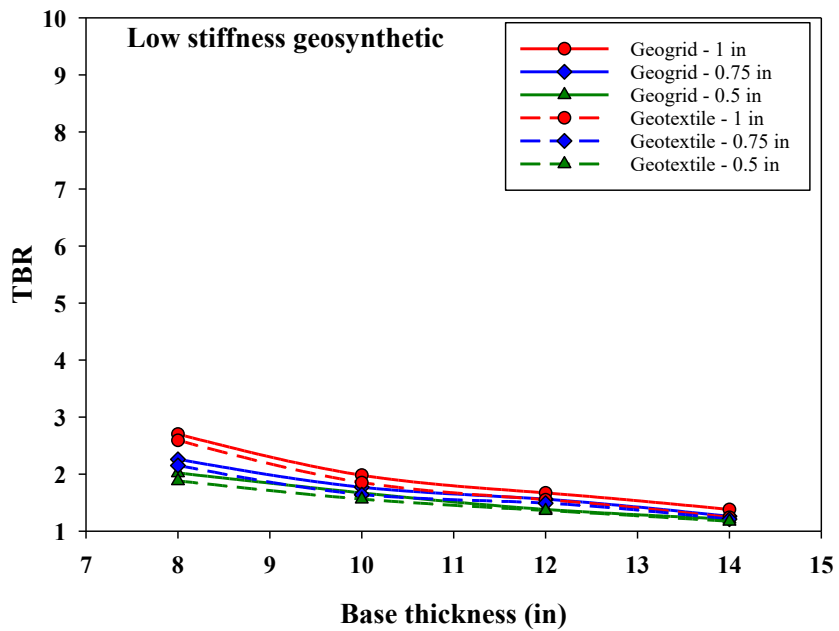 Low stiffness geosynthetic
Geogrid - 1 in
Geogrid - 0.75 in
Geogrid - 0.5 in
Geotextile - 1 in
Geotextile - 0.75 in
Geotextile - 0.5 in
TBR
10
9
8
7
6
5
4
3
2
1
7 8 9 10 11 12 13 14 15
Base thickness (in)